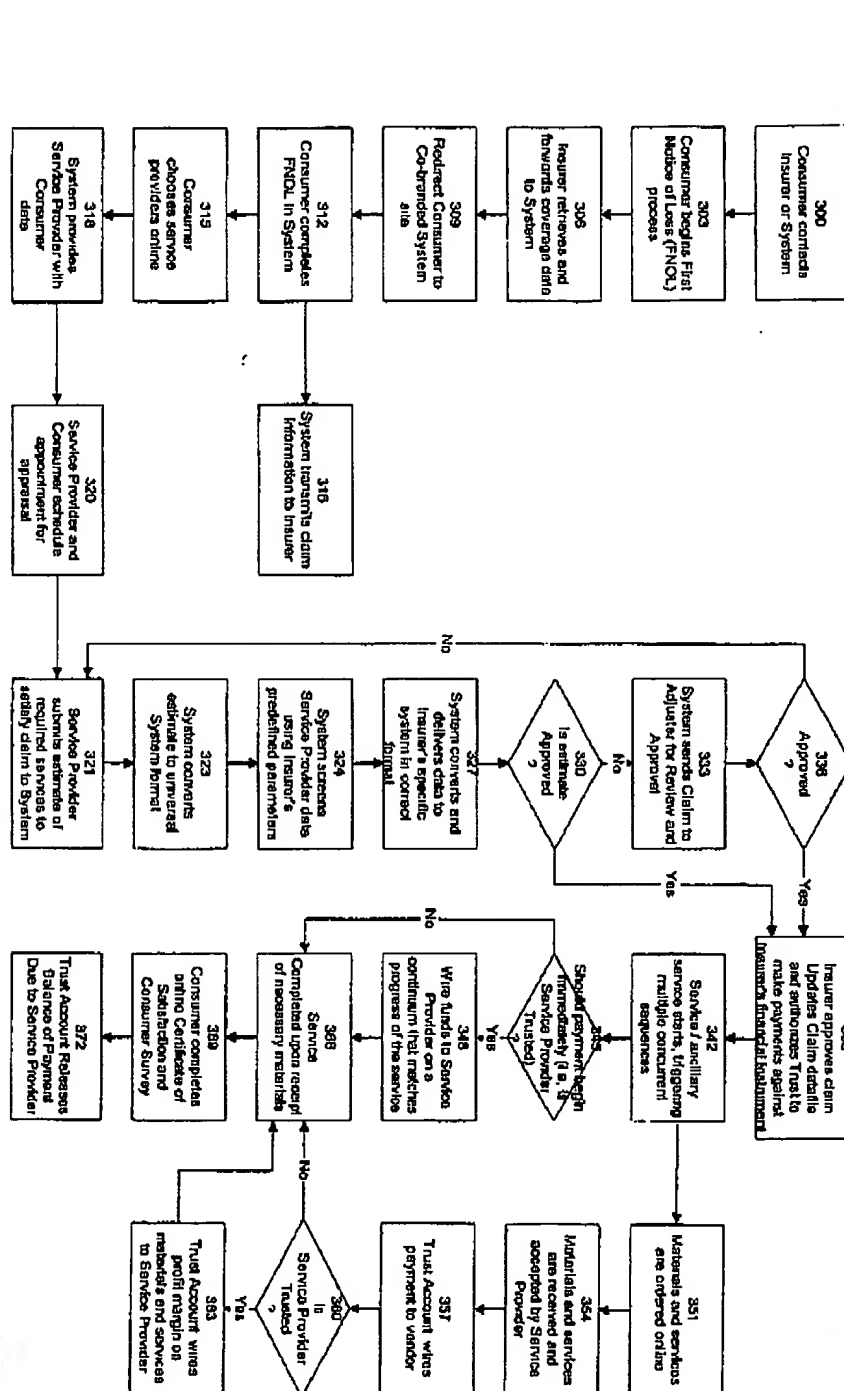 300
Consumer contacts
Insurer or System
303
Consumer begins First
Notice of Loss (FNOL)
process
306
Insurer retrieves and
forwards coverage data
to System
309
Redirect Consumer to
Co-branded System
site
312
Consumer completes
FNOL in System
315
Consumer
chooses service
providers online
318
System provides
Service Provider with
Consumer
data
316
System transmits claim
Information to Insurer
320
Service Provider and
Consumer schedule
appointment for
appraisal
336
Approved
?
No
Yes
333
System sends Claim to
Adjuster for Review and
Approval
No
330
Is estimate
Approved
?
Yes
327
System converts and
delivers data to
Insurer's specific
system in correct
format
324
System screens
Service Provider data
using Insurer's
predefined parameters
323
System converts
estimate to universal
System format
321
Service Provider
submits estimate of
required services to
satisfy claim to System
Insurer approves claim
Updates Claim datafile
and authorizes Trust to
make payments against
Insurer's financial instrument
342
Service / ancillary
service starts, triggering
multiple concurrent
sequences
345
Should payment begin
immediately (i e, is
Service Provider
Trusted)
?
No
Yes
348
Wire funds to Service
Provider on a
continuum that matches
progress of the service
366
Service
Completed upon receipt
of necessary materials
369
Consumer completes
online Certificate of
Satisfaction and
Consumer Survey
372
Trust Account Releases
Balance of Payment
Due to Service Provider
351
Materials and services
are ordered online
354
Materials and services
are received and
accepted by Service
Provider
357
Trust Account wires
payment to vendor
360
Is
Service Provider
Trusted
?
No
Yes
363
Trust Account wires
profit margin on
materials and services
to Service Provider